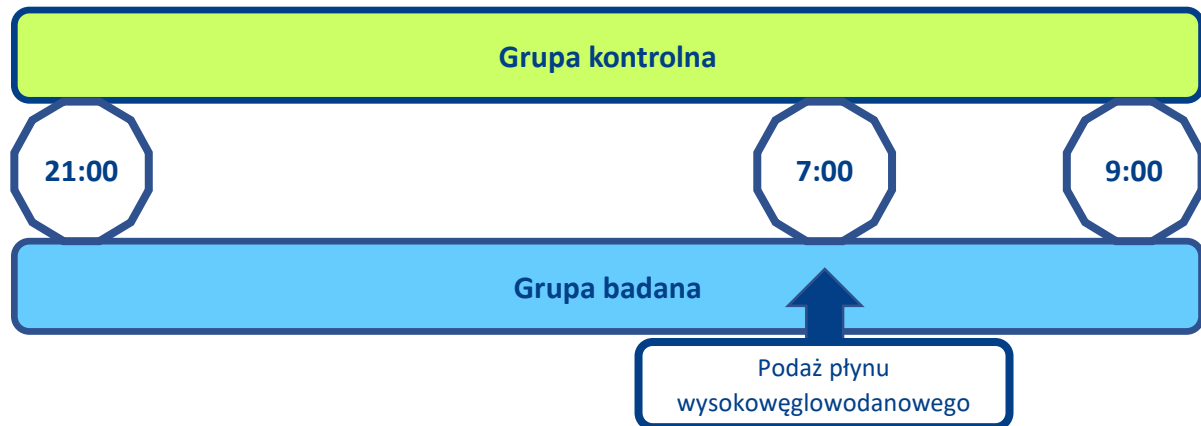 Grupa kontrolna
21:00
7:00
9:00
Grupa badana
Podaż płynu
wysokowęglowodanowego